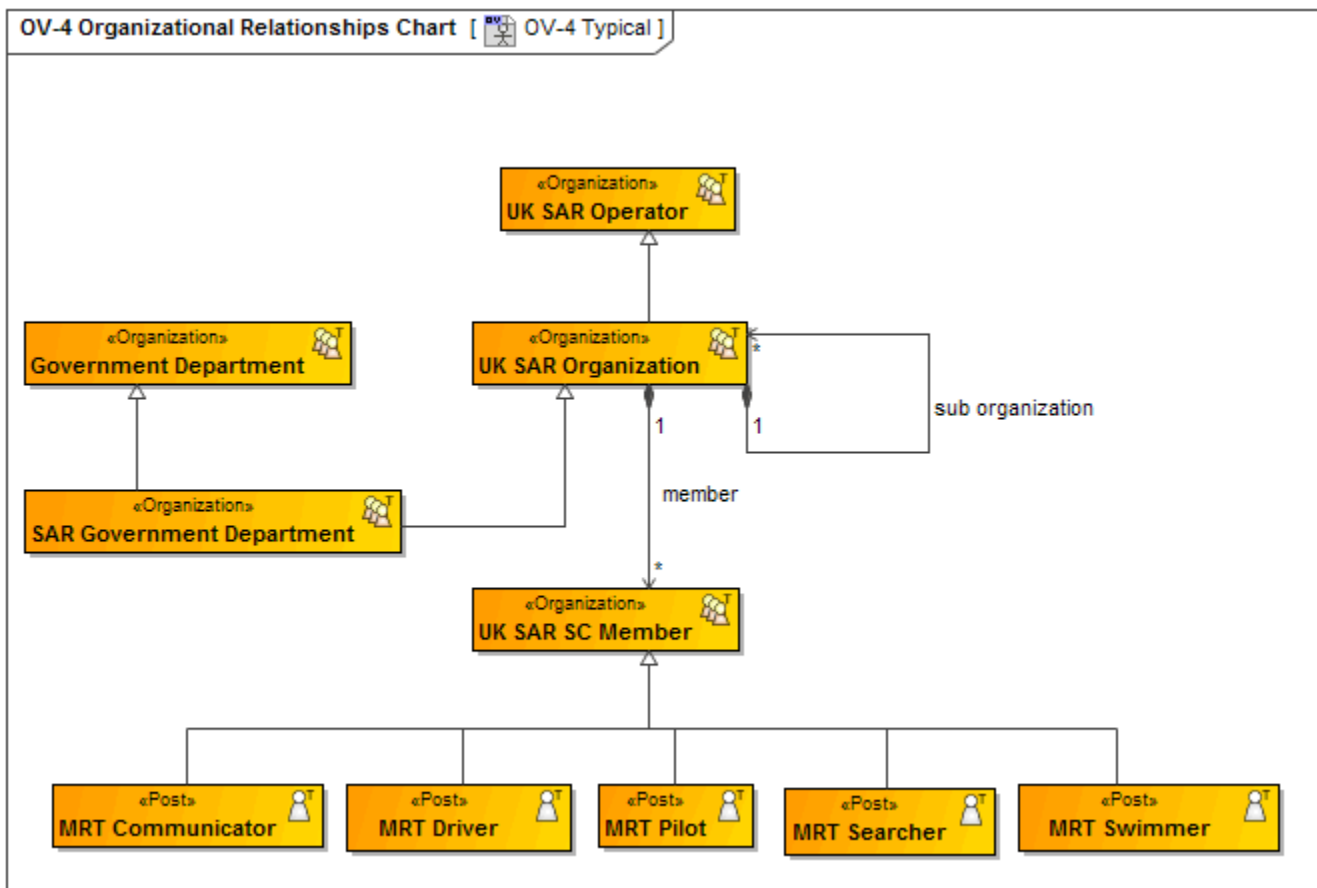 OV-4 Organizational Relationships Chart [ OV-4 Typical ]
«Organization»
UK SAR Operator
«Organization»
Government Department
«Organization»
UK SAR Organization
*
1
1
sub organization
member
«Organization»
SAR Government Department
*
«Organization»
UK SAR SC Member
«Post»
MRT Communicator
«Post»
MRT Driver
«Post»
MRT Pilot
«Post»
MRT Searcher
«Post»
MRT Swimmer